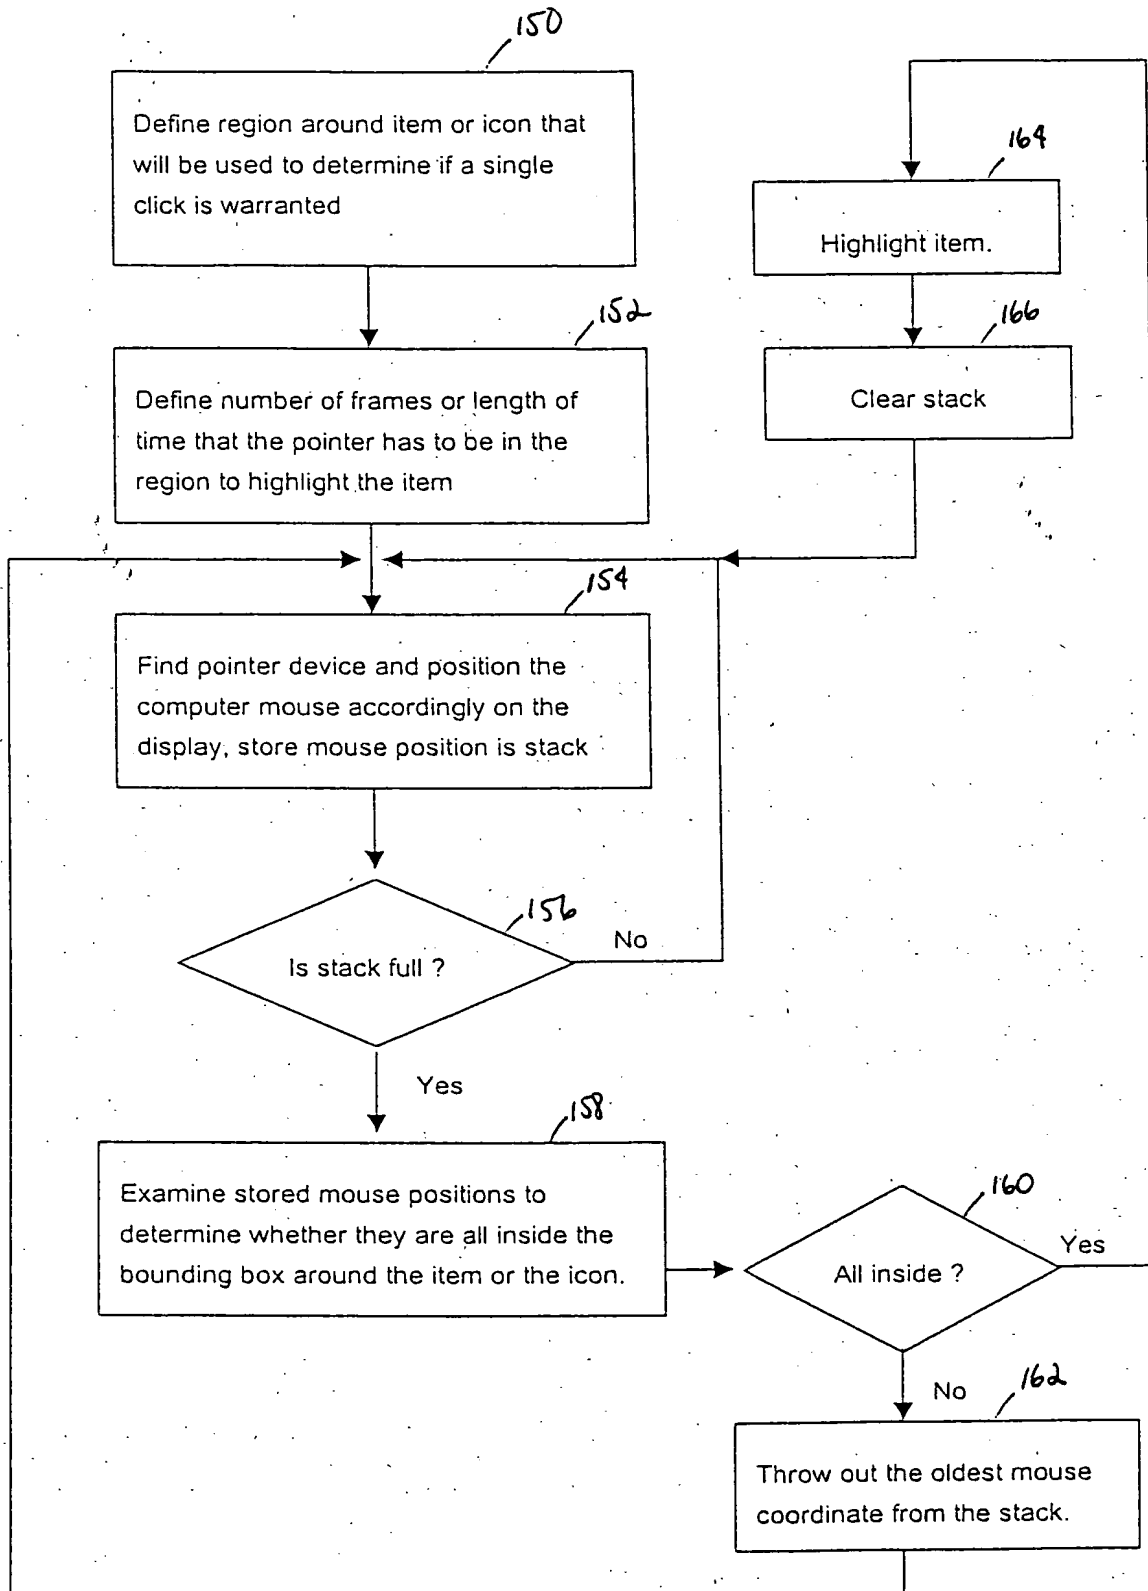 150
Define region around item or icon that
will be used to determine if a single
click is warranted
164
Highlight item.
152
Define number of frames or length of
time that the pointer has to be in the
region to highlight the item
166
Clear stack
154
Find pointer device and position the
computer mouse accordingly on the
display, store mouse position is stack
156
Is stack full ?
No
Yes
158
Examine stored mouse positions to
determine whether they are all inside the
bounding box around the item or the icon.
160
All inside ?
Yes
No
162
Throw out the oldest mouse
coordinate from the stack.